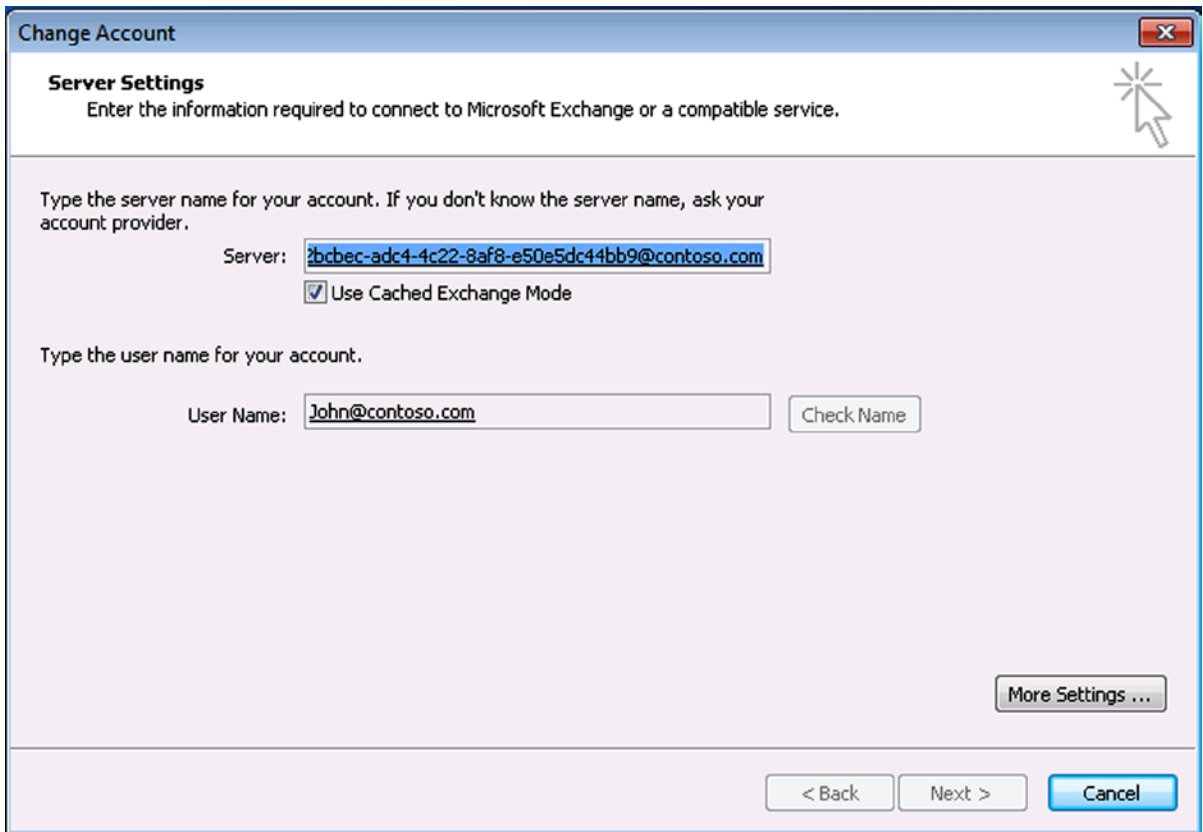 Change Account
Server Settings
Enter the information required to connect to Microsoft Exchange or a compatible service.
Type the server name for your account. If you don't know the server name, ask your
account provider.
Server: bcbec-adc4-4c22-8af8-e50e5dc44bb9@contoso.com
Use Cached Exchange Mode
Type the user name for your account.
User Name: John@contoso.com Check Name
More Settings ...
< Back Next > Cancel